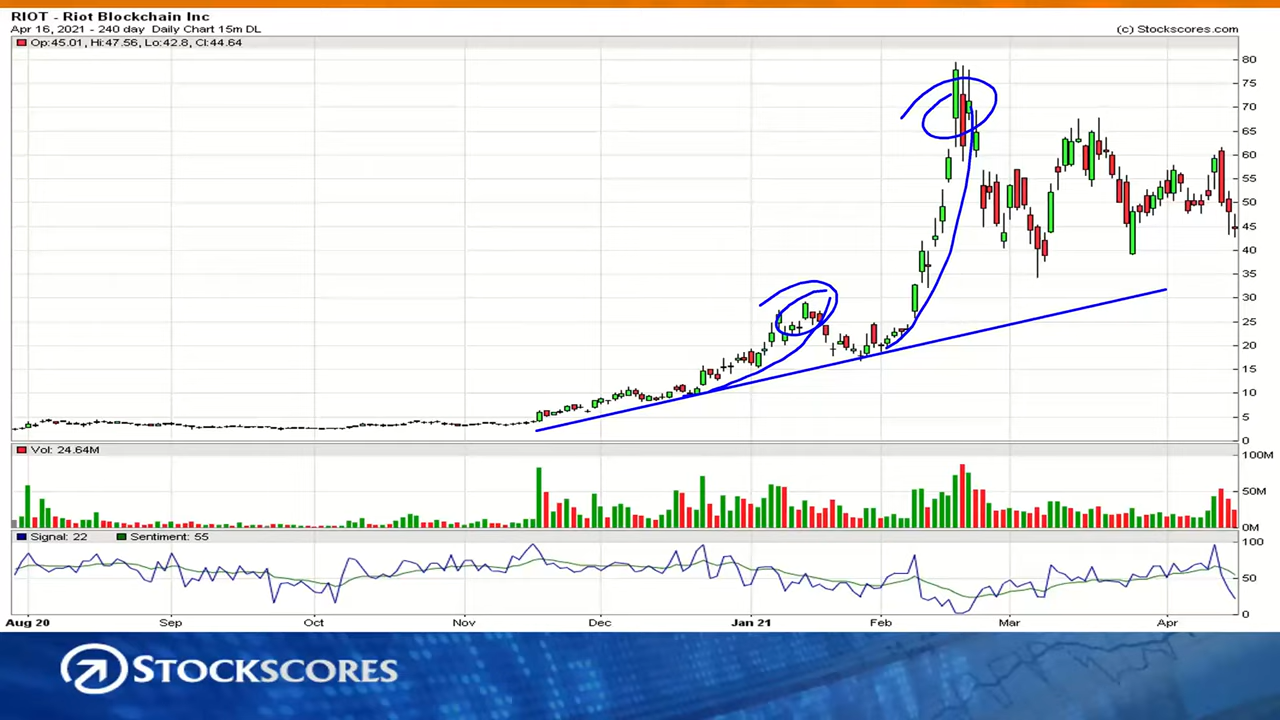 RIOT - Riot Blockchain Inc
Apr 16, 2021 - 240 day Daily Chart 15m DL
(c) Stockscores.com
Op:45.01, Hi:47.56, Lo:42.8, Cl:44.64
80
75
70
65
60
55
50
45
40
35
30
25
20
15
10
5
0
Vol: 24.64M
100M
50M
0M
Signal: 22 Sentiment: 55
100
50
0
Aug 20 Sep Oct Nov Dec Jan 21 Feb Mar Apr
STOCKSCORES